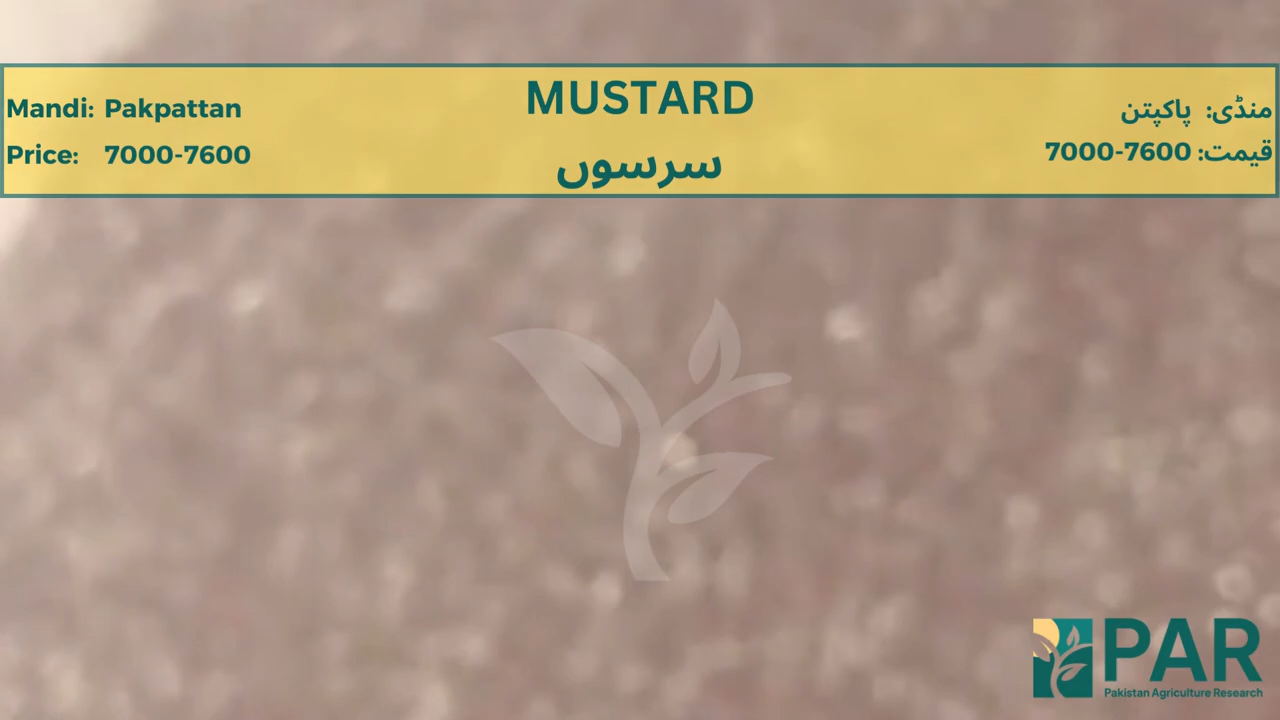 Mandi: Pakpattan
Price: 7000-7600
MUSTARD
سرسوں
منڈی: پاکپتن
قیمت: 7000-7600
PAR
Pakistan Agriculture Research